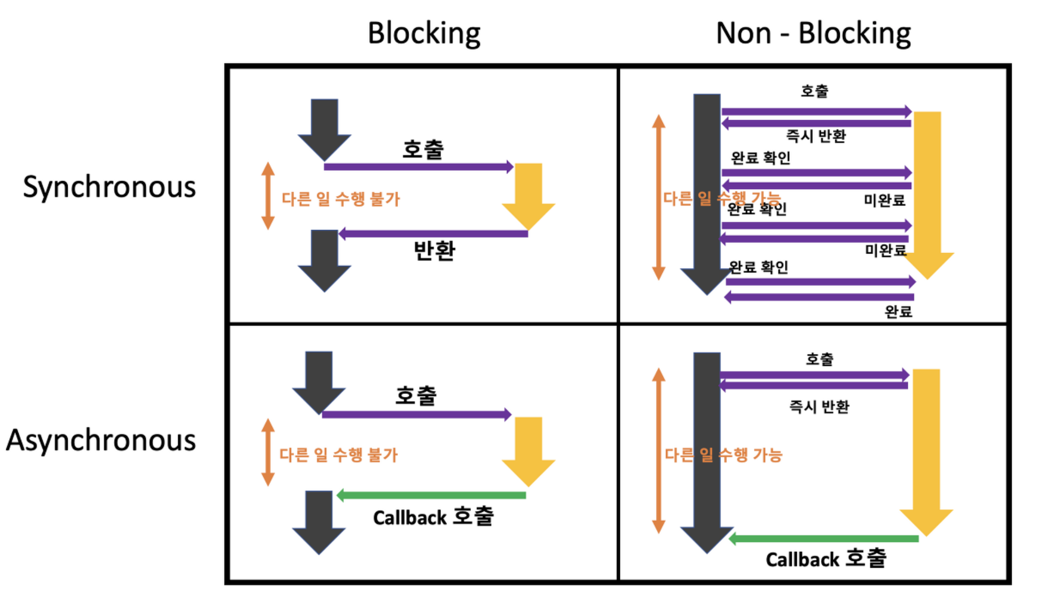 Blocking
Non - Blocking
Synchronous
호출
다른 일 수행 불가
반환
호출
즉시 반환
완료 확인
다른 일 수행 가능
미완료
완료 확인
미완료
완료 확인
완료
Asynchronous
호출
다른 일 수행 불가
Callback 호출
호출
즉시 반환
다른 일 수행 가능
Callback 호출